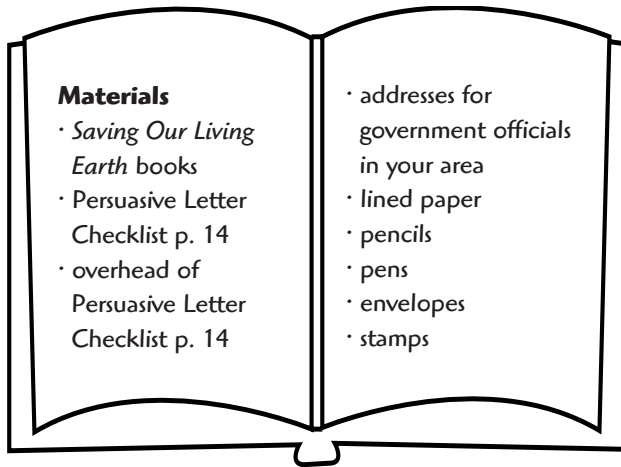 Materials
· Saving Our Living
Earth books
· Persuasive Letter
Checklist p. 14
· overhead of
Persuasive Letter
Checklist p. 14
· addresses for
government officials
in your area
· lined paper
· pencils
· pens
· envelopes
· stamps